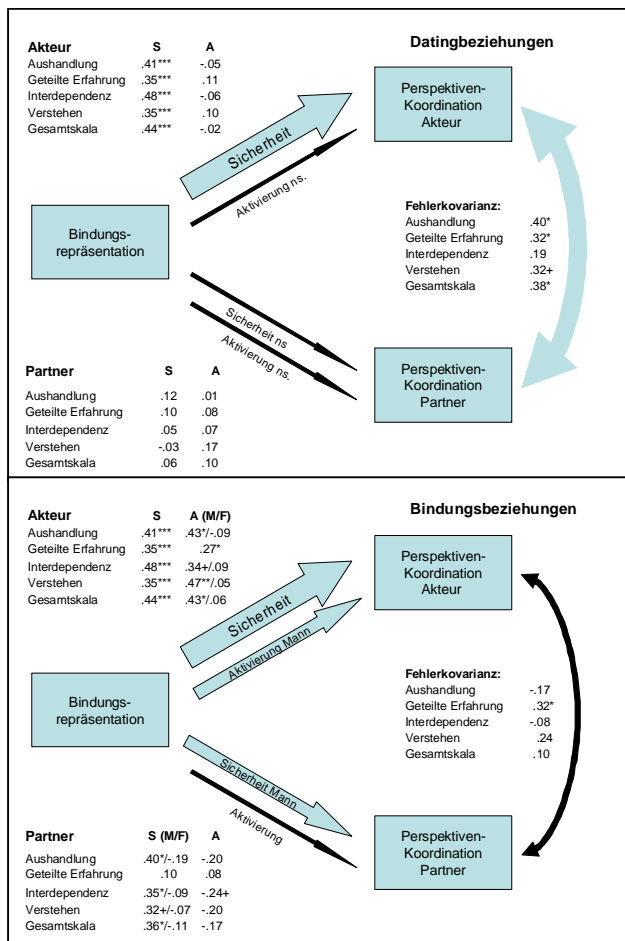 Akteur S A
Aushandlung .41*** -.05
Geteilte Erfahrung .35*** .11
Interdependenz .48*** -.06
Verstehen .35*** .10
Gesamtskala .44*** -.02
Datingbeziehungen
Perspektiven-
Koordination
Akteur
Sicherheit
Aktivierung ns.
Bindungs-
repräsentation
Fehlerkovarianz:
Aushandlung .40*
Geteilte Erfahrung .32*
Interdependenz .19
Verstehen .32+
Gesamtskala .38*
Sicherheit ns
Aktivierung ns.
Perspektiven-
Koordination
Partner
Partner S A
Aushandlung .12 .01
Geteilte Erfahrung .10 .08
Interdependenz .05 .07
Verstehen -.03 .17
Gesamtskala .06 .10
Akteur S A (M/F)
Aushandlung .41*** .43*/-.09
Geteilte Erfahrung .35*** .27*
Interdependenz .48*** .34+/.09
Verstehen .35*** .47**/.05
Gesamtskala .44*** .43*/.06
Bindungsbeziehungen
Perspektiven-
Koordination
Akteur
Sicherheit
Aktivierung Mann
Bindungs-
repräsentation
Fehlerkovarianz:
Aushandlung -.17
Geteilte Erfahrung .32*
Interdependenz -.08
Verstehen .24
Gesamtskala .10
Sicherheit Mann
Aktivierung
Perspektiven-
Koordination
Partner
Partner S (M/F) A
Aushandlung .40*/-.19 -.20
Geteilte Erfahrung .10 .08
Interdependenz .35*/-.09 -.24+
Verstehen .32+/-.07 -.20
Gesamtskala .36*/-.11 -.17